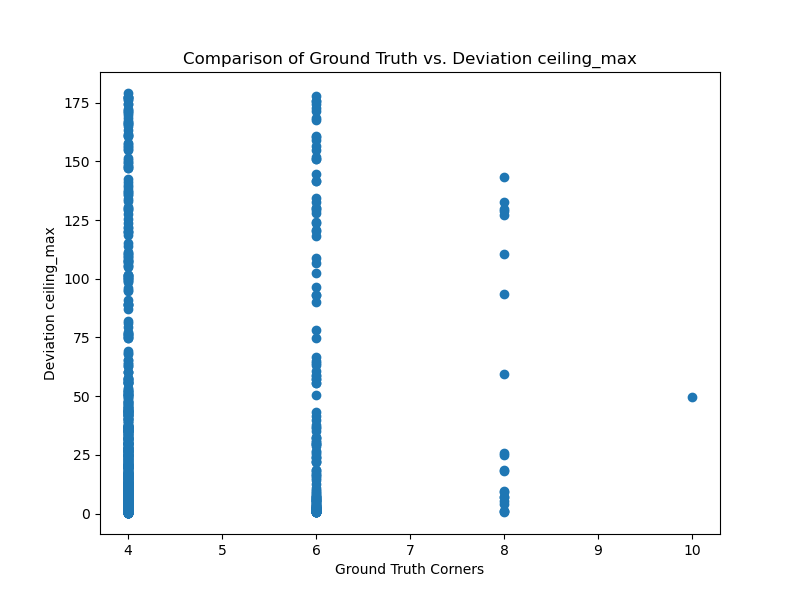 Comparison of Ground Truth vs. Deviation ceiling_max
175
150
125
100
75
50
25
0
Deviation ceiling_max
4 5 6 7 8 9 10
Ground Truth Corners